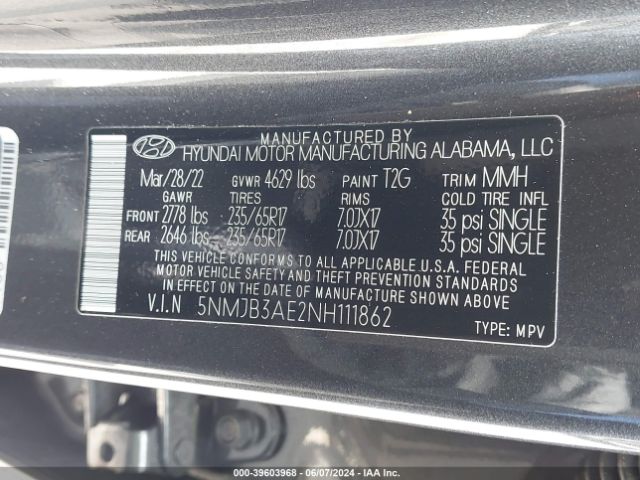 MANUFACTURED BY
HYUNDAI MOTOR MANUFACTURING ALABAMA, LLC
Mar/28/22 GVWR 4629 lbs PAINT T2G TRIM MMH
GAWR TIRES RIMS COLD TIRE INFL
FRONT 2778 lbs 235/65R17 7.0JX17 35 psi SINGLE
REAR 2646 lbs 235/65R17 7.0JX17 35 psi SINGLE
THIS VEHICLE CONFORMS TO ALL APPLICABLE U.S.A. FEDERAL
MOTOR VEHICLE SAFETY AND THEFT PREVENTION STANDARDS
IN EFFECT ON THE DATE OF MANUFACTURE SHOWN ABOVE.
V.I.N 5NMJB3AE2NH111862
TYPE: MPV
000-39603968 - 06/07/2024 - IAA Inc.